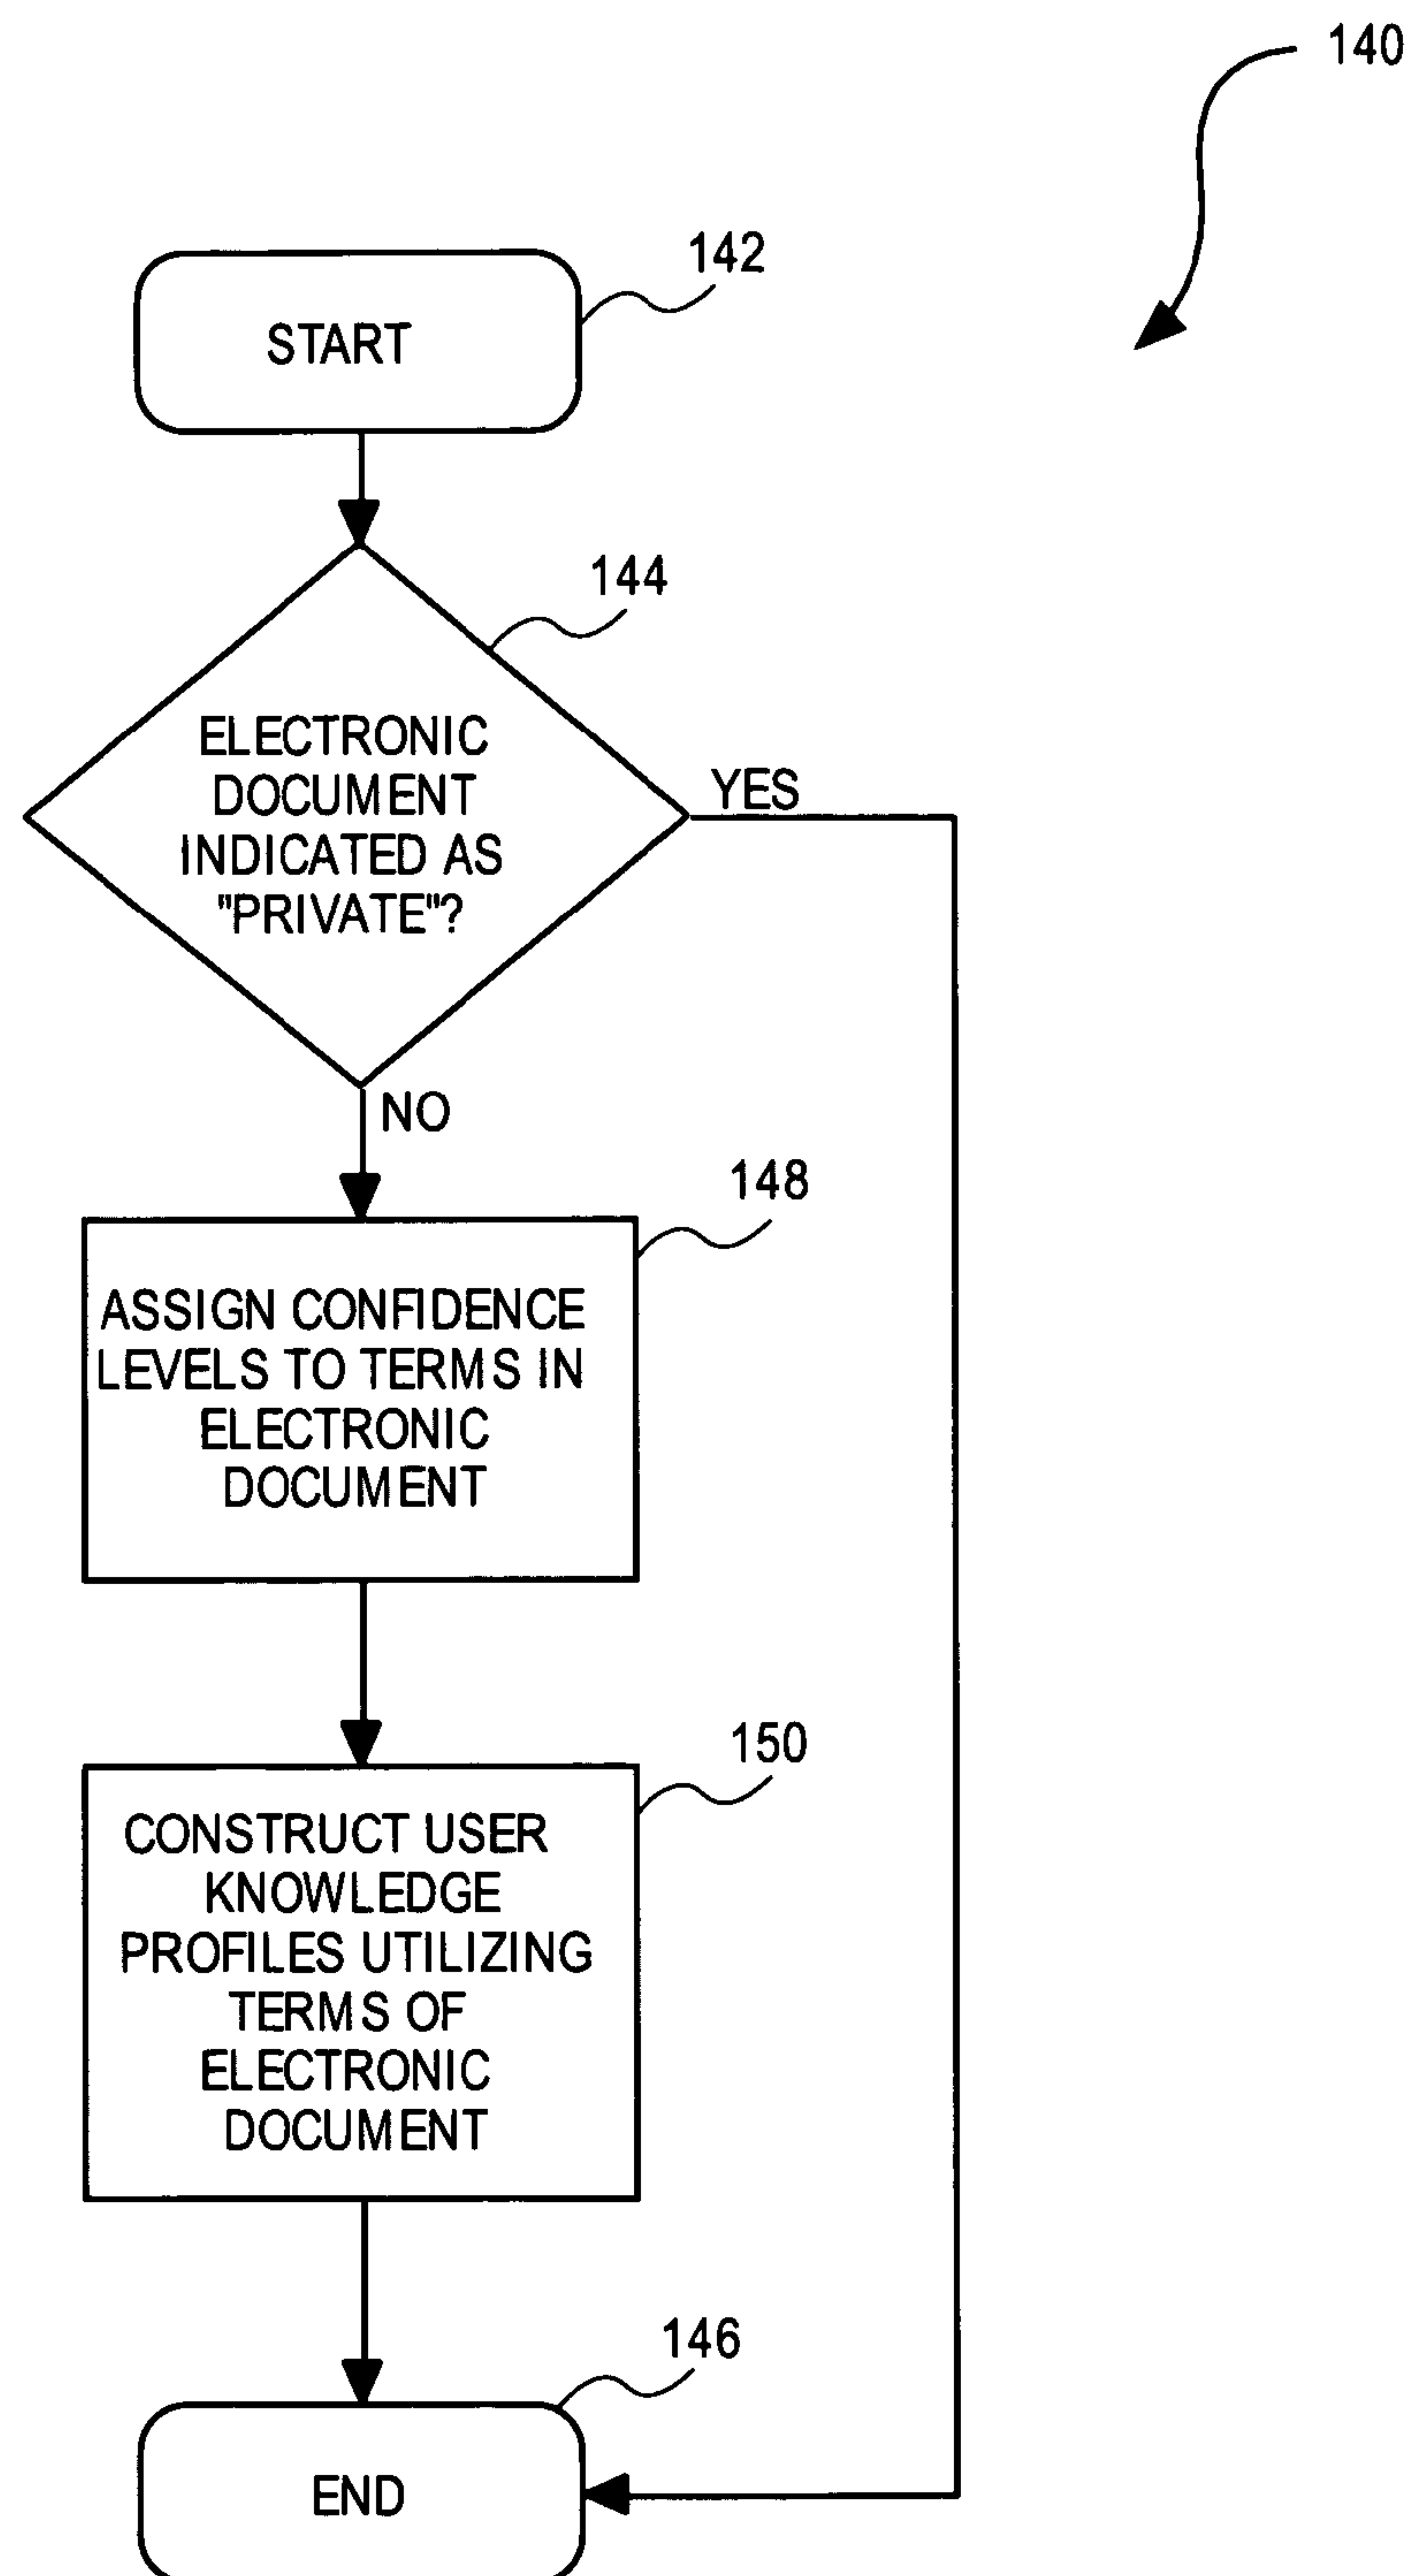 140
142
START
144
ELECTRONIC
DOCUMENT
INDICATED AS
"PRIVATE"?
YES
NO
148
ASSIGN CONFIDENCE
LEVELS TO TERMS IN
ELECTRONIC
DOCUMENT
150
CONSTRUCT USER
KNOWLEDGE
PROFILES UTILIZING
TERMS OF
ELECTRONIC
DOCUMENT
146
END